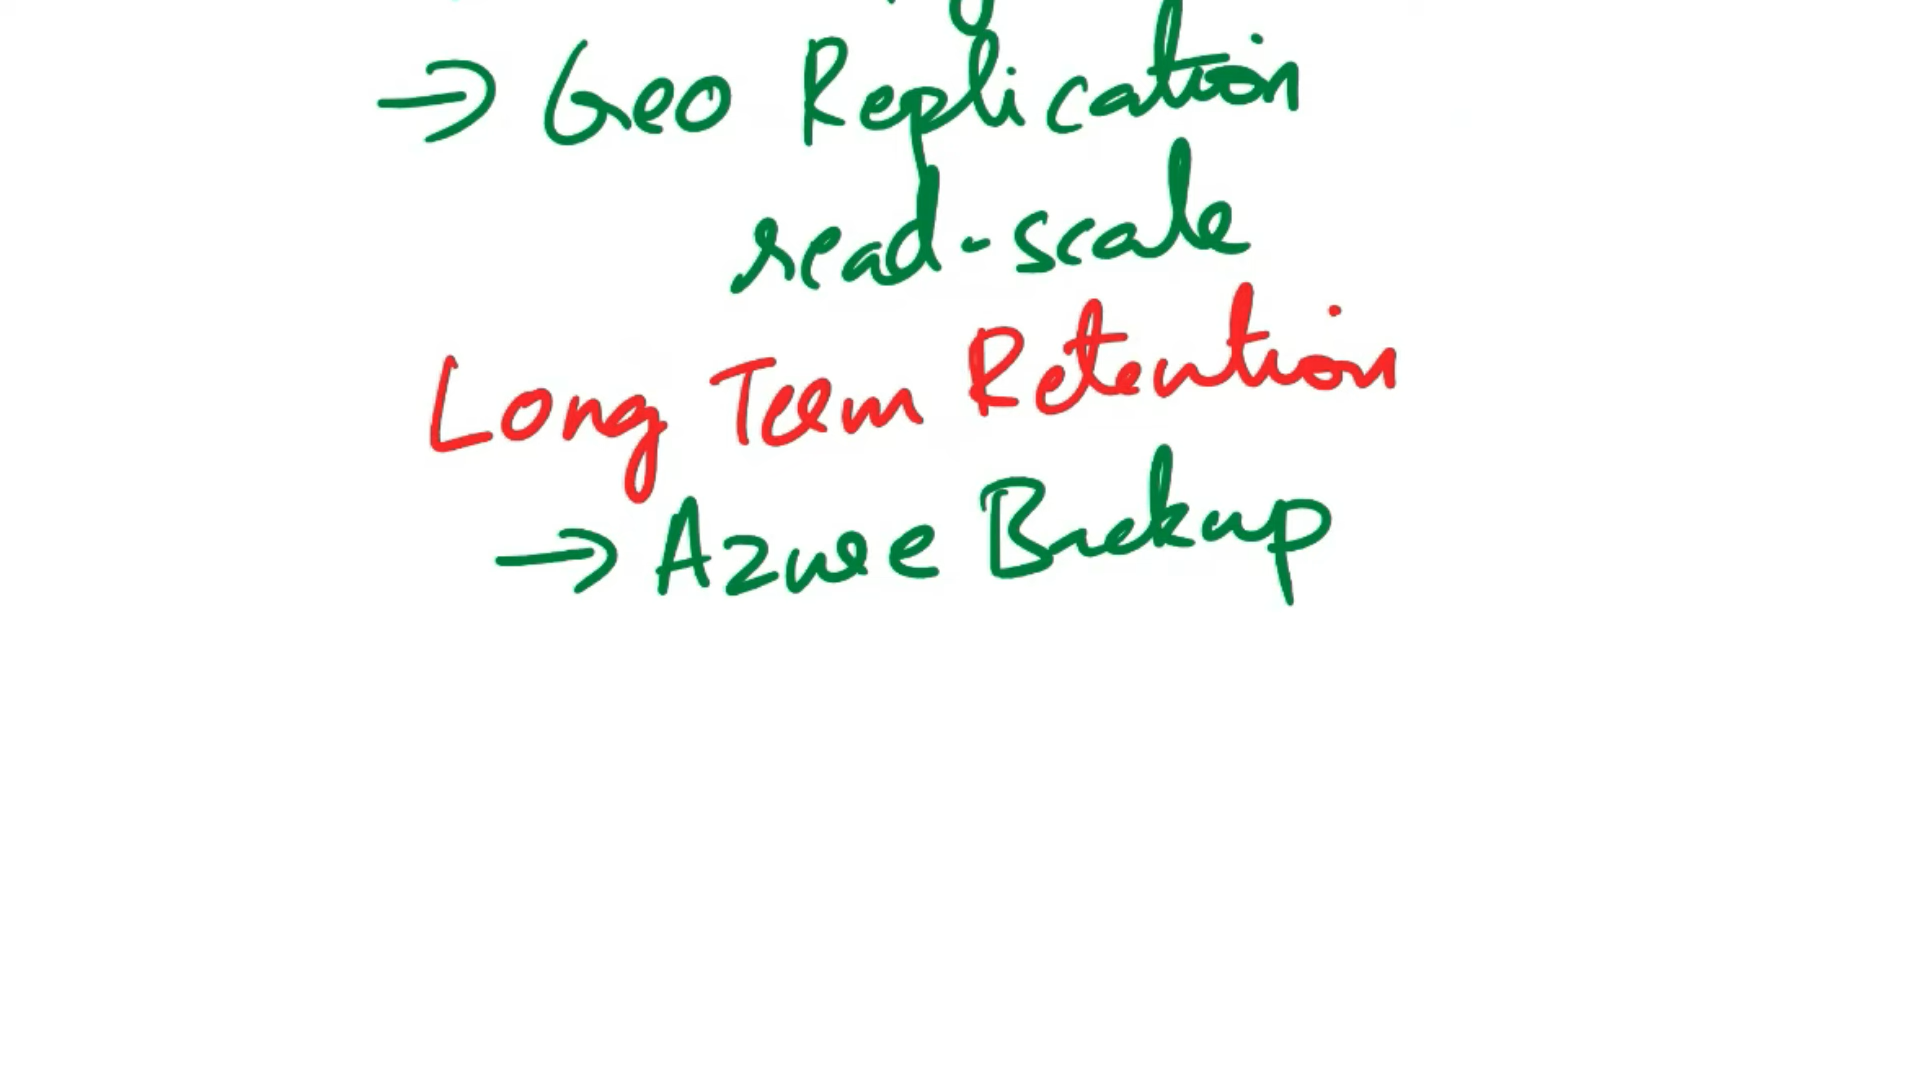 → Geo Replication
read-scale
Long Term Retention
→ Azure Backup